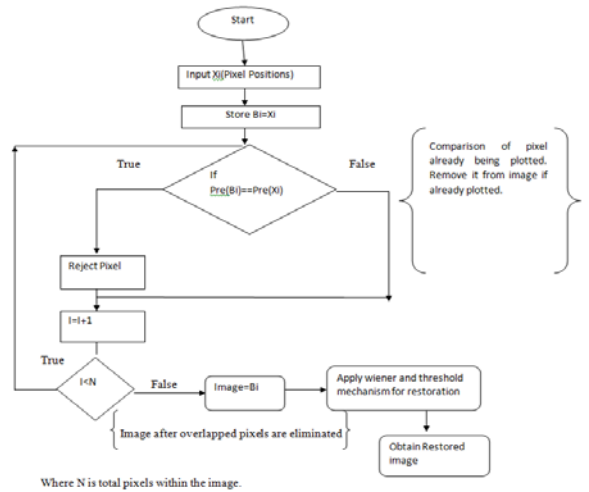 Start
Input Xi(Pixel Positions)
Store Bi=Xi
True
If
Pre(Bi)==Pre(Xi)
False
Comparison of pixel
already being plotted.
Remove it from image if
already plotted.
Reject Pixel
I=I+1
True
I<N
False
Image=Bi
Apply wiener and threshold
mechanism for restoration
Image after overlapped pixels are eliminated
Obtain Restored
image
Where N is total pixels within the image.